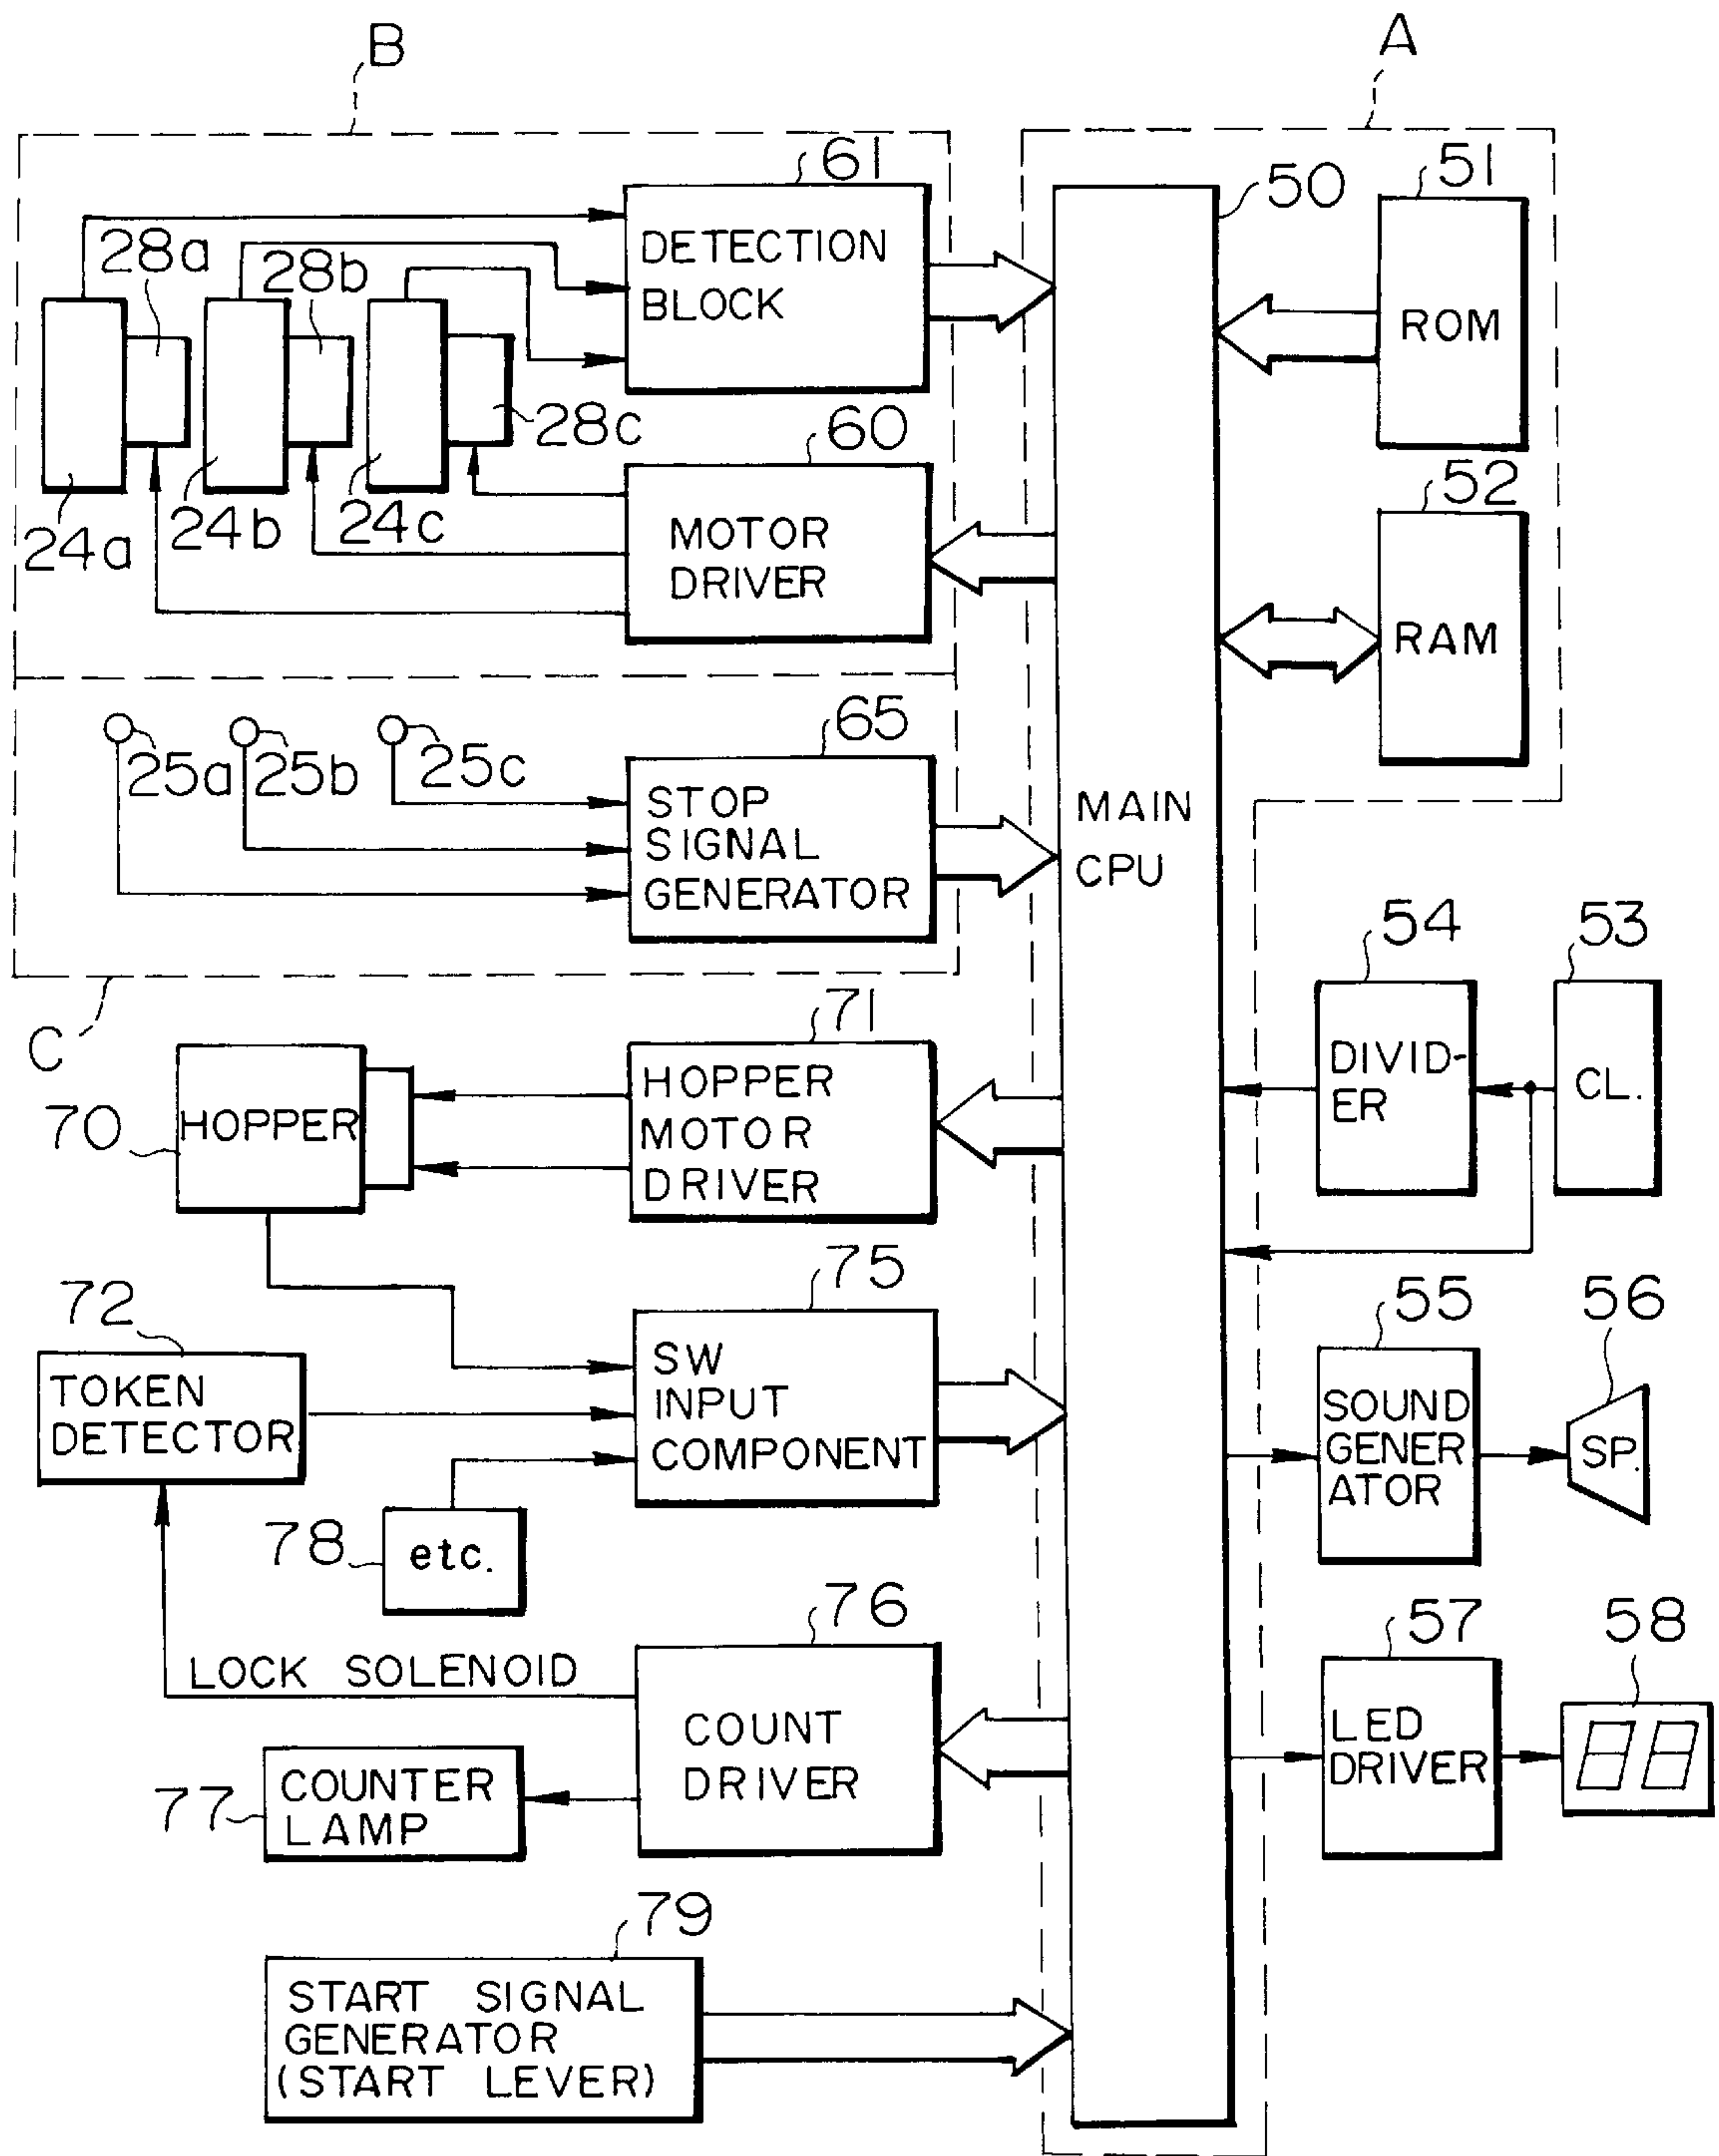 B
A
61
50
51
28a
28b
DETECTION
BLOCK
ROM
28c
60
24a
24b
24c
52
MOTOR
DRIVER
RAM
25a
25b
25c
65
STOP
SIGNAL
GENERATOR
MAIN
CPU
C
54
53
71
DIVID-
ER
CL.
70
HOPPER
HOPPER
MOTOR
DRIVER
72
75
55
56
TOKEN
DETECTOR
SW
INPUT
COMPONENT
SOUND
GENER
ATOR
SP.
78
etc.
76
57
58
LOCK SOLENOID
COUNT
DRIVER
LED
DRIVER
88
77
COUNTER
LAMP
79
START SIGNAL
GENERATOR
(START LEVER)